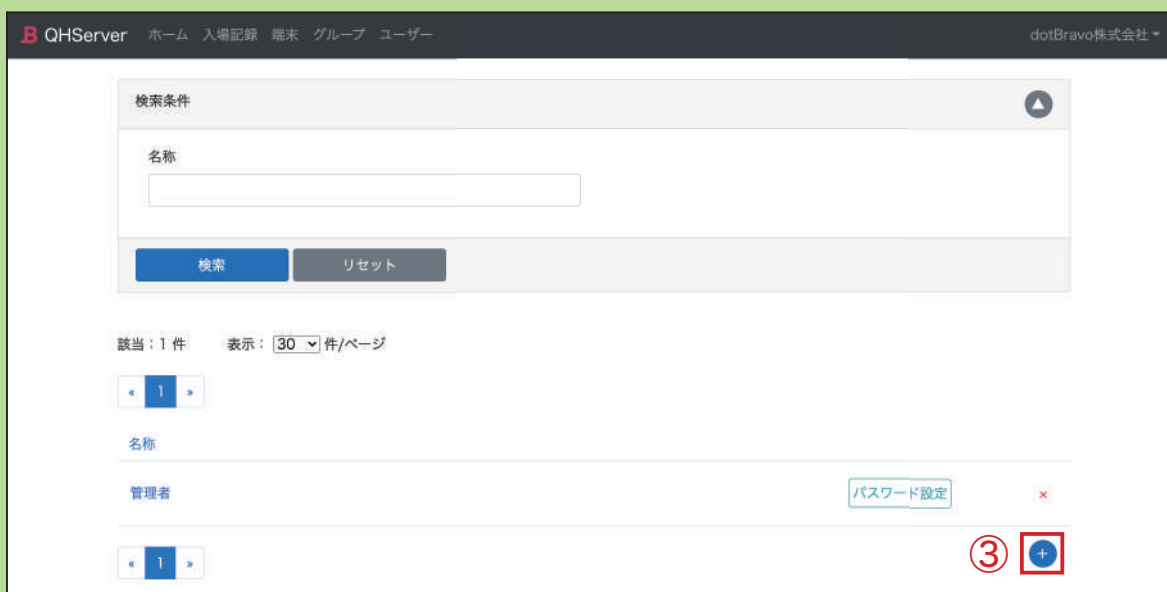 B QHServer ホーム 入場記録 端末 グループ ユーザー dotBravo株式会社
検索条件
名称
検索 リセット
該当：1 件 表示： 30 件/ページ
« 1 »
名称
管理者 パスワード設定 ×
« 1 » ③ +